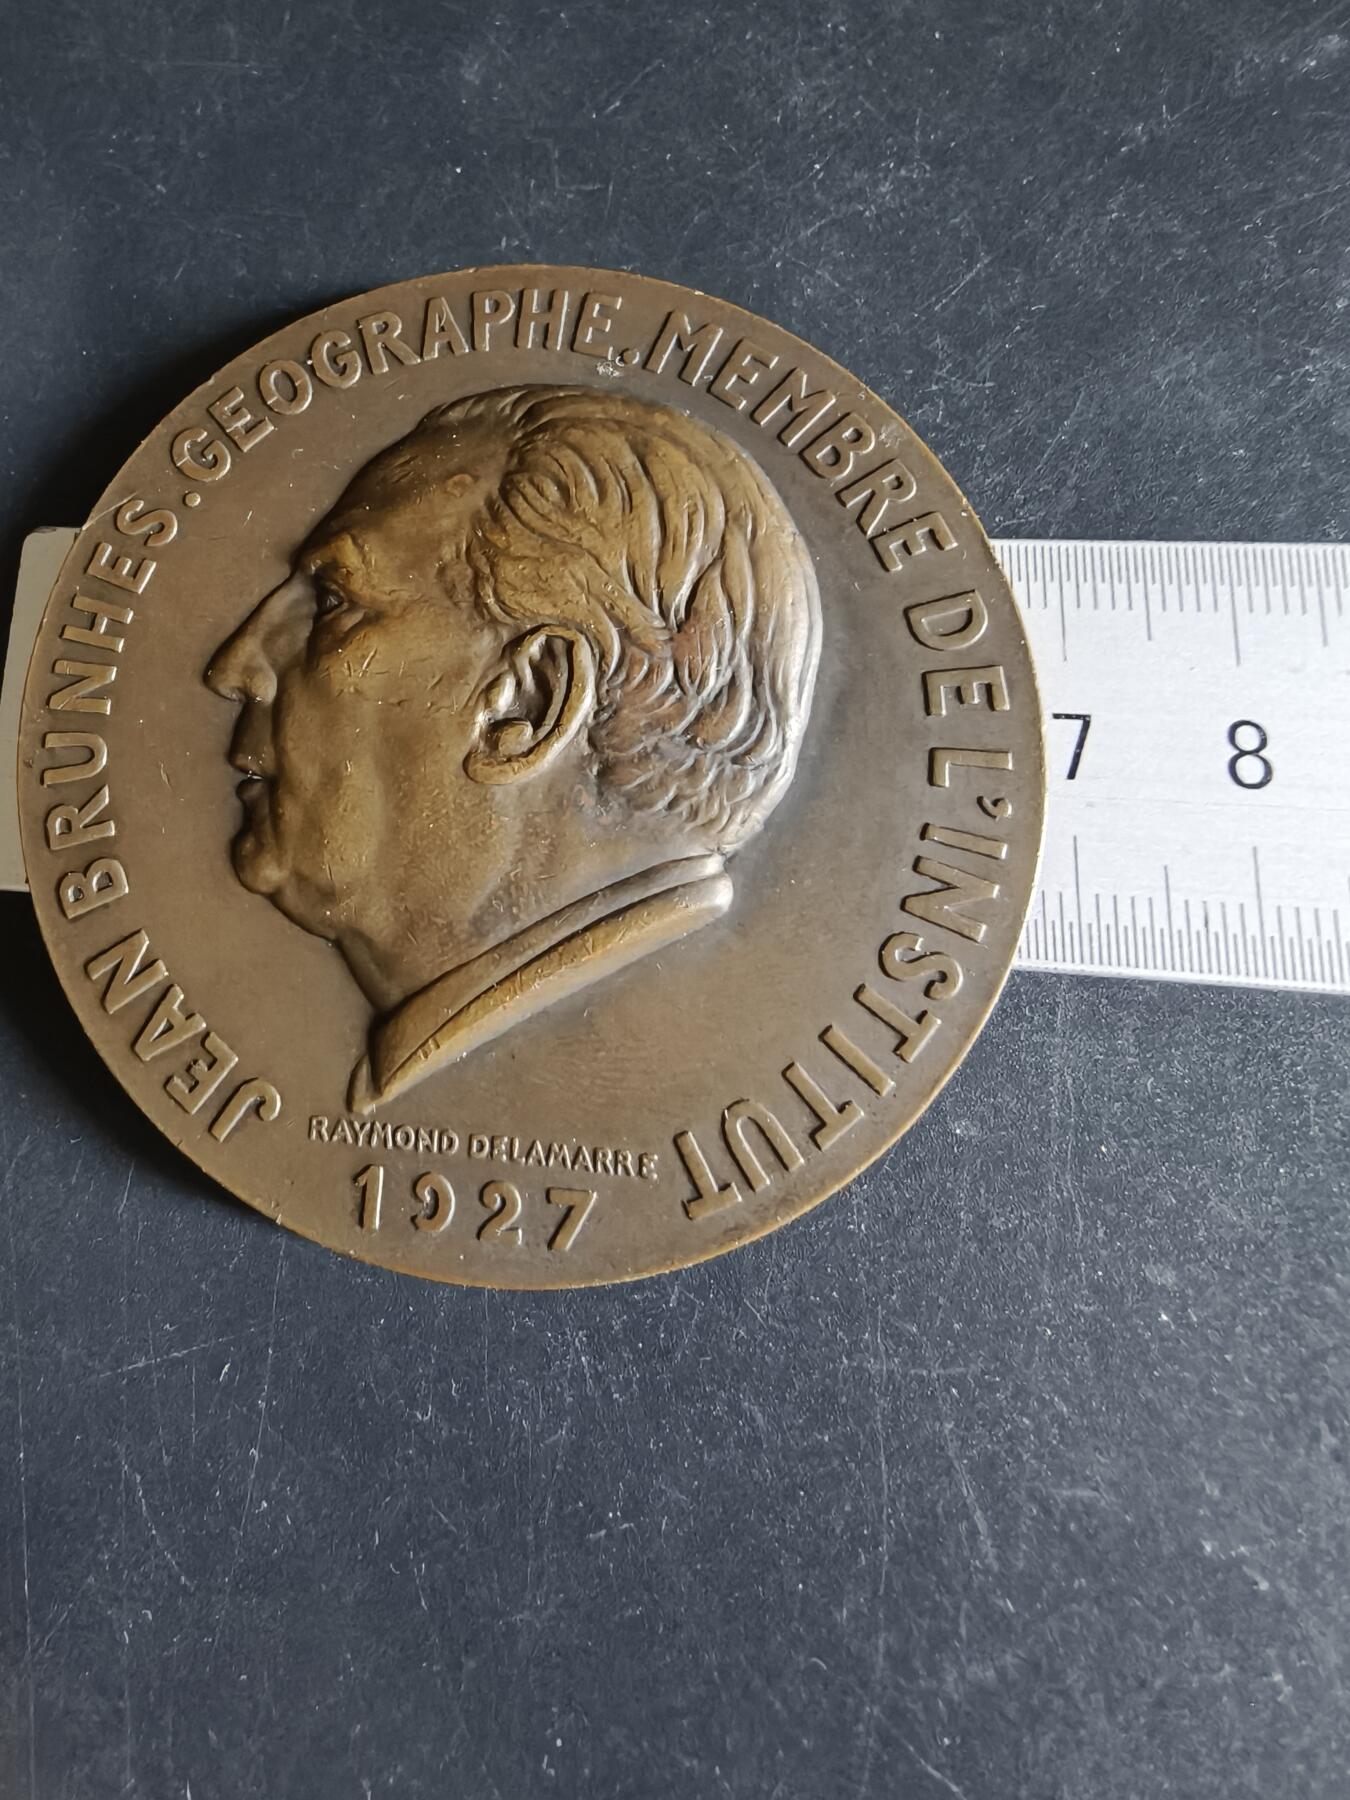 JEAN BRUNHES.GEOGRAPHE.MEMBRE DE L'INSTITUT
RAYMOND DELAMARRE
1927
7 8